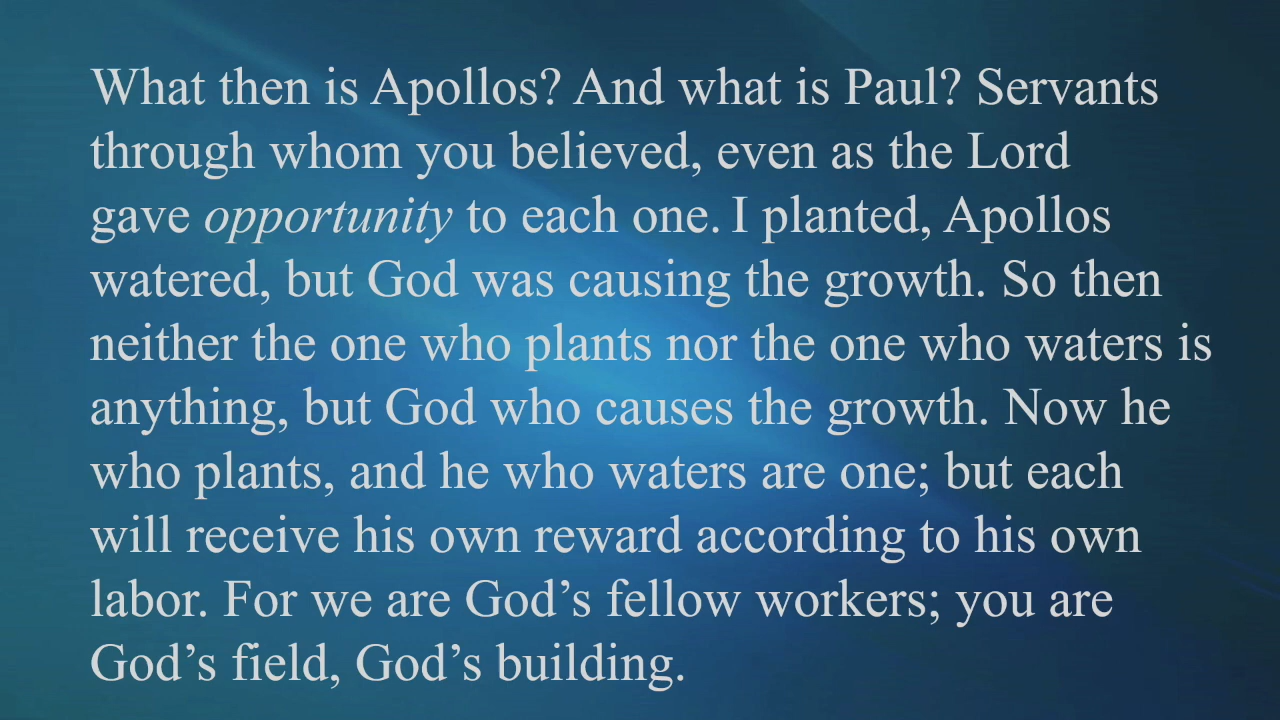 What then is Apollos? And what is Paul? Servants
through whom you believed, even as the Lord
gave opportunity to each one. I planted, Apollos
watered, but God was causing the growth. So then
neither the one who plants nor the one who waters is
anything, but God who causes the growth. Now he
who plants, and he who waters are one; but each
will receive his own reward according to his own
labor. For we are God’s fellow workers; you are
God’s field, God’s building.